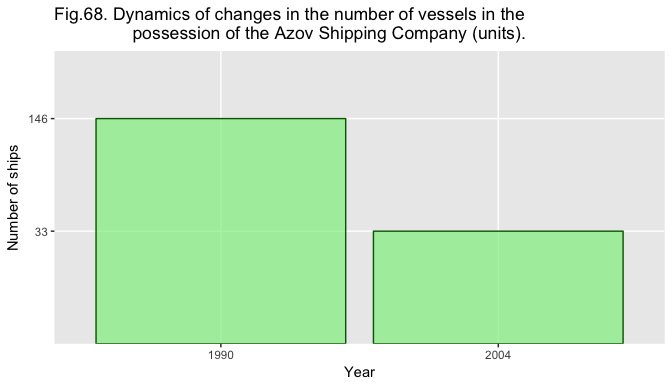 Fig.68. Dynamics of changes in the number of vessels in the
possession of the Azov Shipping Company (units).
Number of ships
146
33
1990
2004
Year